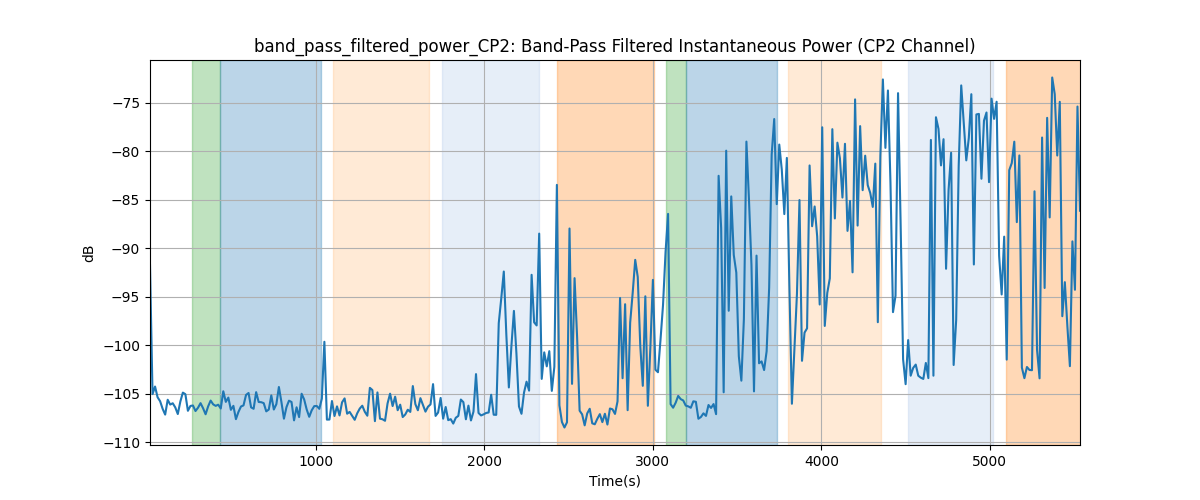 band_pass_filtered_power_CP2: Band-Pass Filtered Instantaneous Power (CP2 Channel)
−75
−80
−85
−90
−95
−100
−105
−110
dB
1000 2000 3000 4000 5000
Time(s)